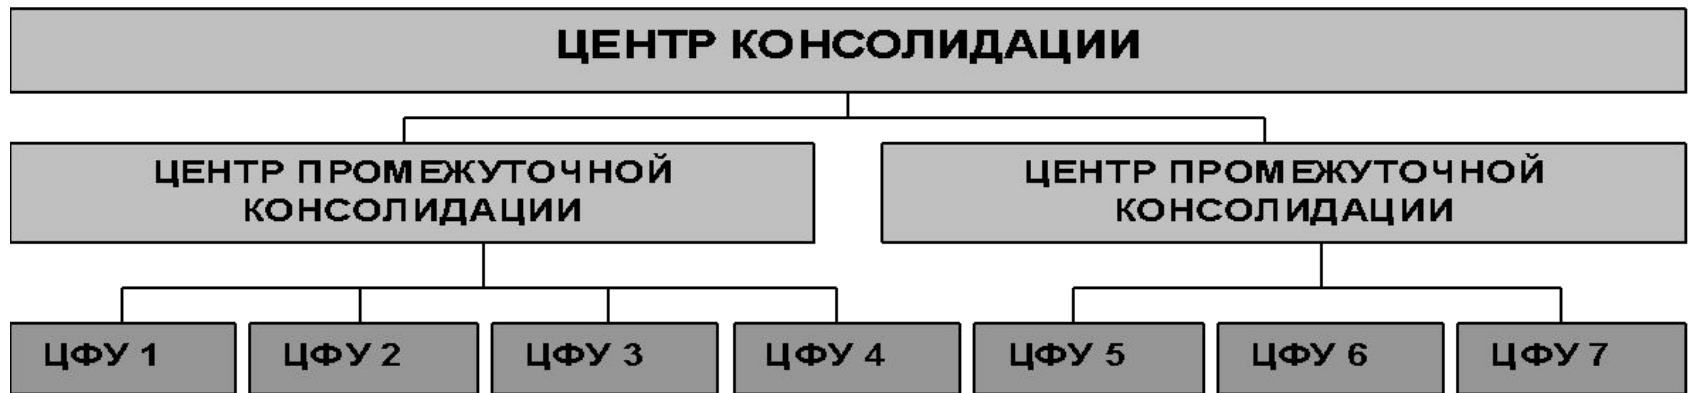 ЦЕНТР КОНСОЛИДАЦИИ
ЦЕНТР ПРОМЕЖУТОЧНОЙ
КОНСОЛИДАЦИИ
ЦЕНТР ПРОМЕЖУТОЧНОЙ
КОНСОЛИДАЦИИ
ЦФУ 1
ЦФУ 2
ЦФУ 3
ЦФУ 4
ЦФУ 5
ЦФУ 6
ЦФУ 7